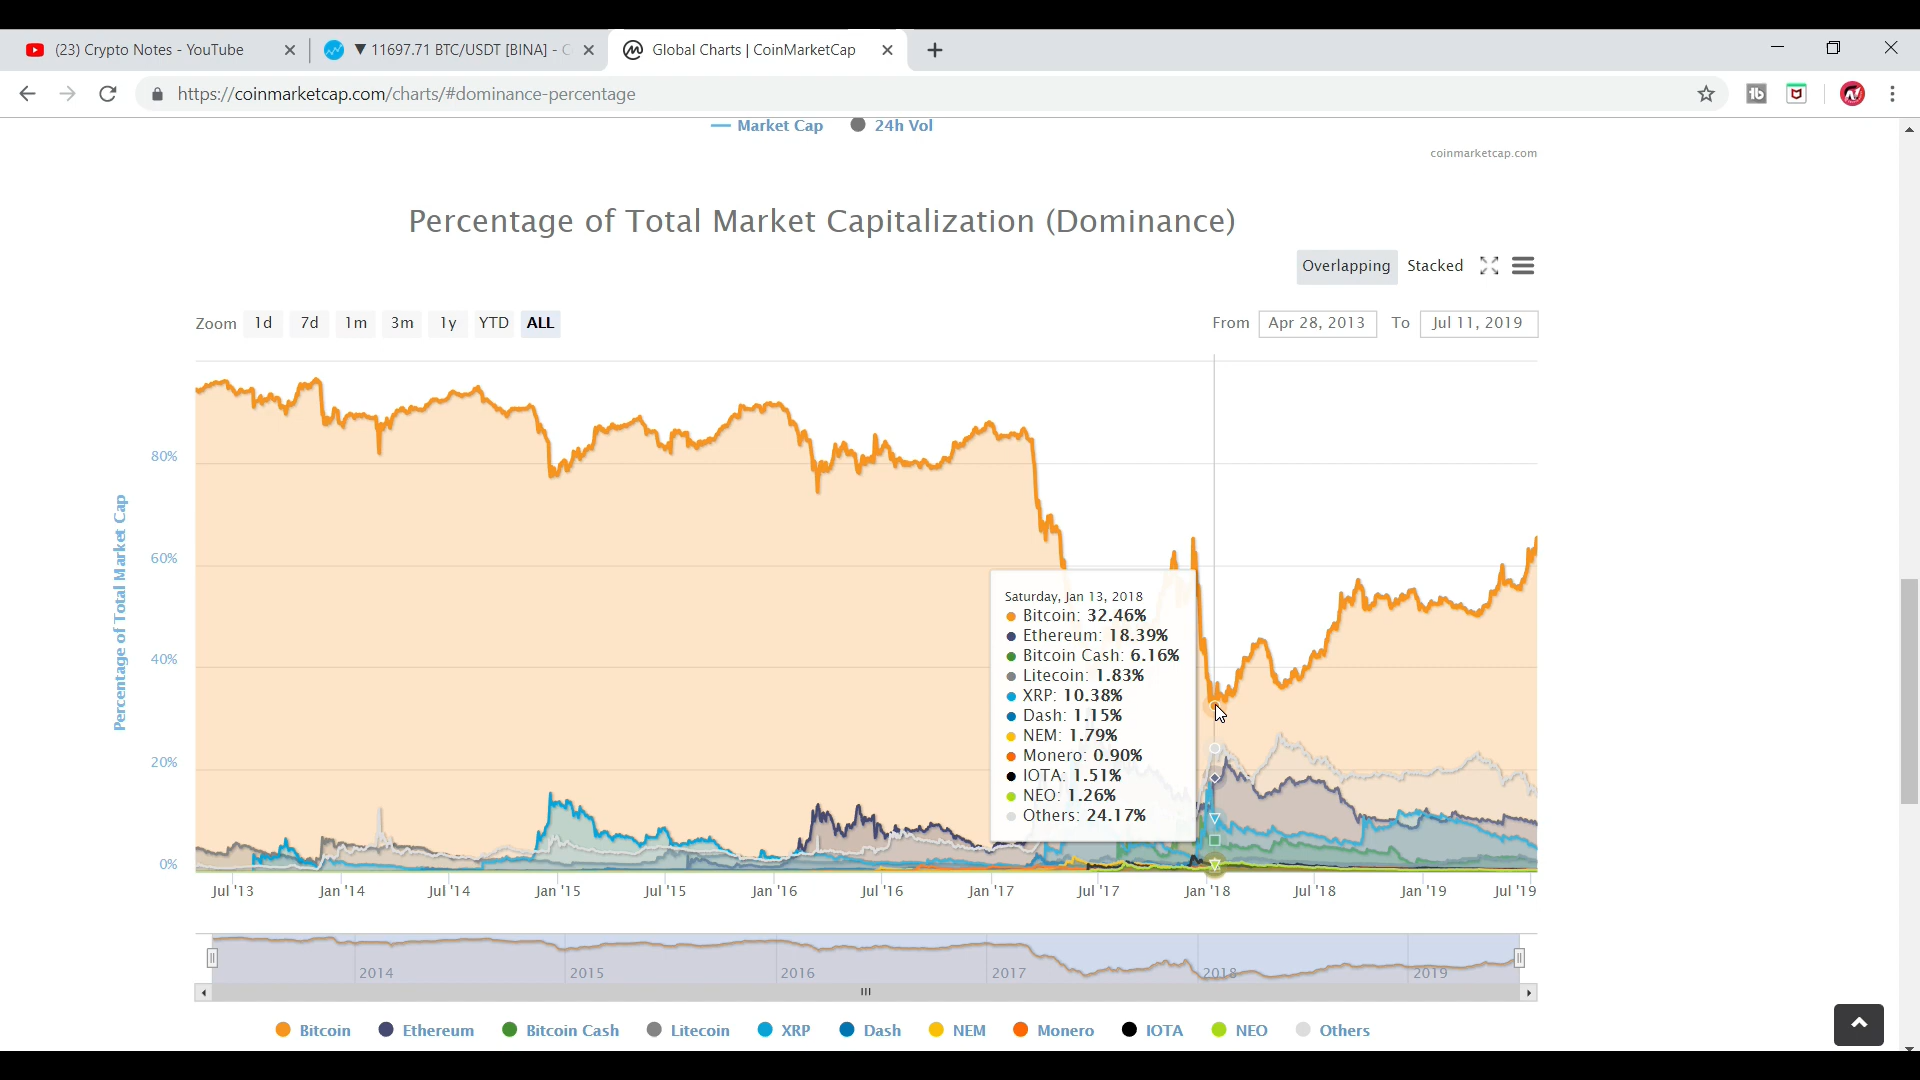 (23) Crypto Notes - YouTube
▼ 11697.71 BTC/USDT [BINA] - C
Global Charts | CoinMarketCap
https://coinmarketcap.com/charts/#dominance-percentage
Market Cap 24h Vol
coinmarketcap.com
Percentage of Total Market Capitalization (Dominance)
Overlapping Stacked
Zoom 1d 7d 1m 3m 1y YTD ALL
From Apr 28, 2013 To Jul 11, 2019
Percentage of Total Market Cap
80%
60%
40%
20%
0%
Saturday, Jan 13, 2018
Bitcoin: 32.46%
Ethereum: 18.39%
Bitcoin Cash: 6.16%
Litecoin: 1.83%
XRP: 10.38%
Dash: 1.15%
NEM: 1.79%
Monero: 0.90%
IOTA: 1.51%
NEO: 1.26%
Others: 24.17%
Jul '13 Jan '14 Jul '14 Jan '15 Jul '15 Jan '16 Jul '16 Jan '17 Jul '17 Jan '18 Jul '18 Jan '19 Jul '19
2014 2015 2016 2017 2018 2019
Bitcoin Ethereum Bitcoin Cash Litecoin XRP Dash NEM Monero IOTA NEO Others